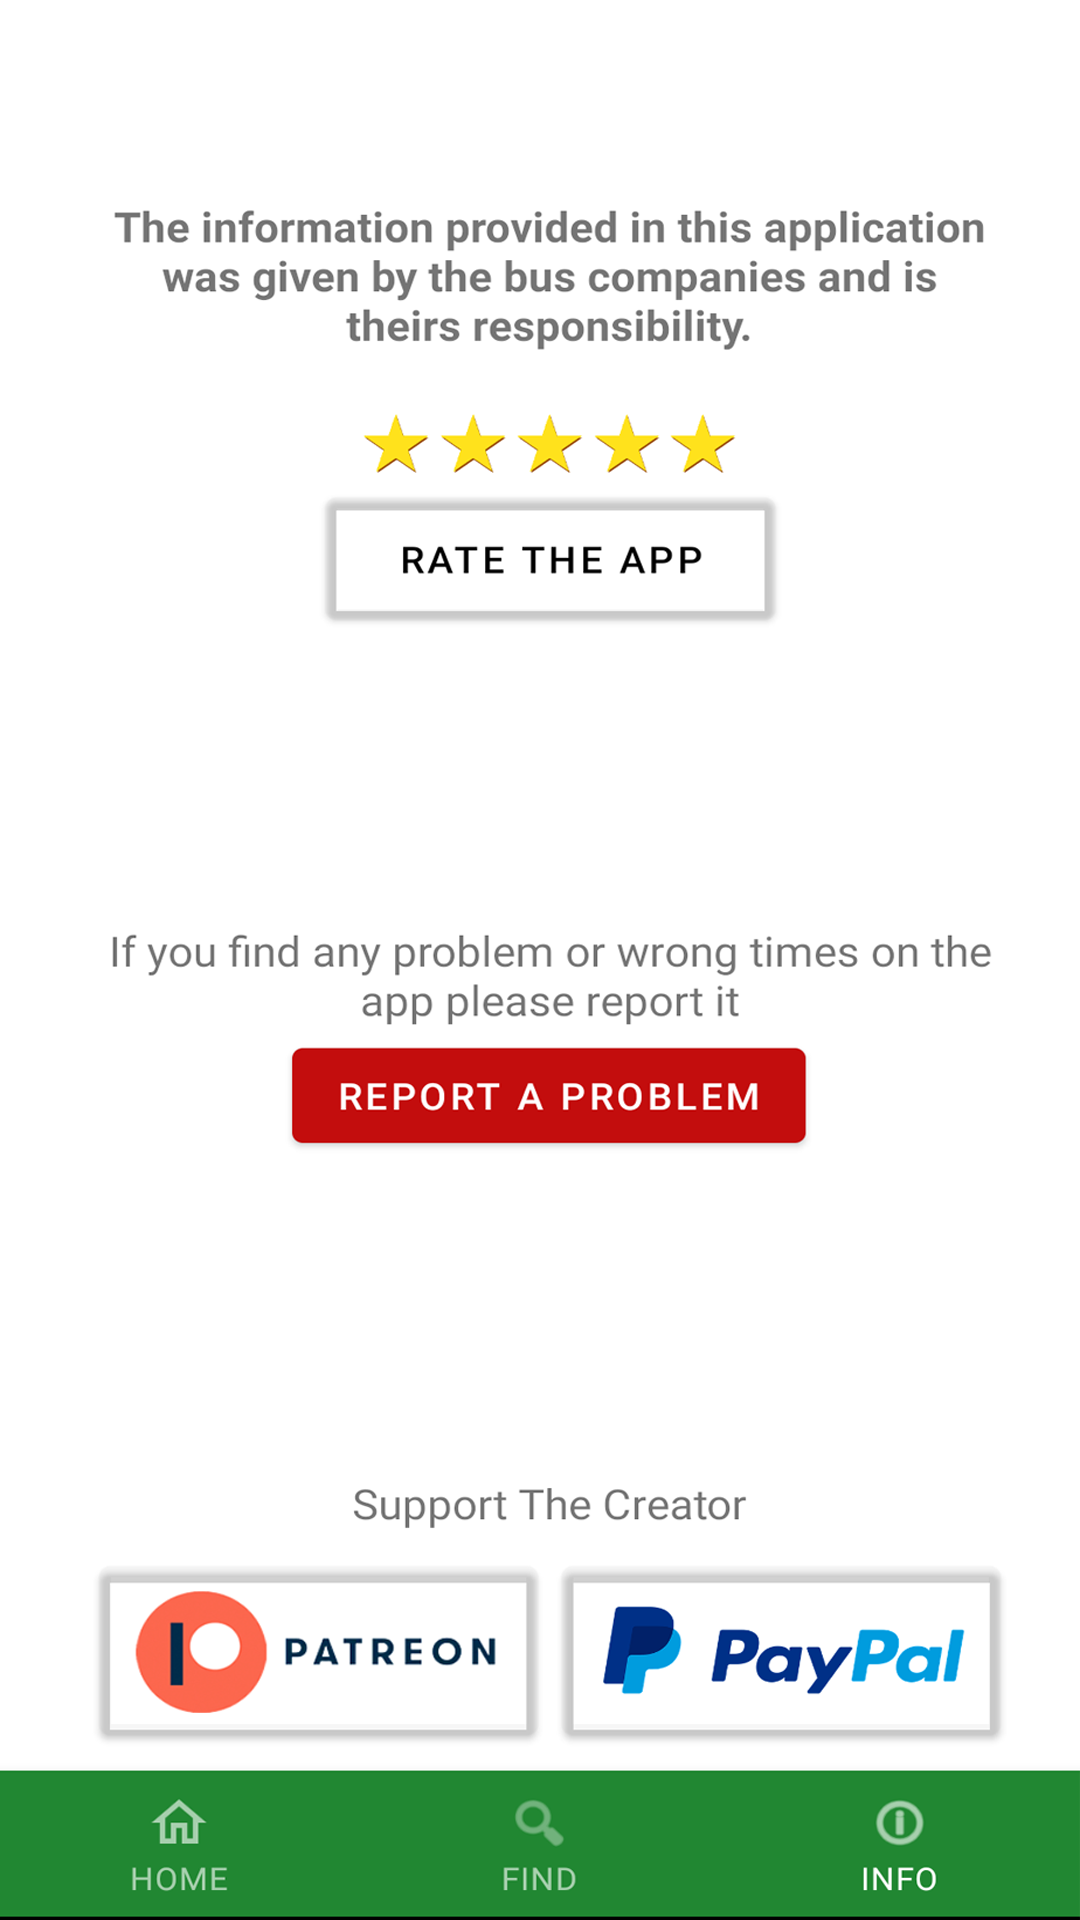 The information provided in this application
was given by the bus companies and is
theirs responsibility.
RATE THE APP
If you find any problem or wrong times on the
app please report it
REPORT A PROBLEM
Support The Creator
PATREON
PayPal
HOME
FIND
INFO